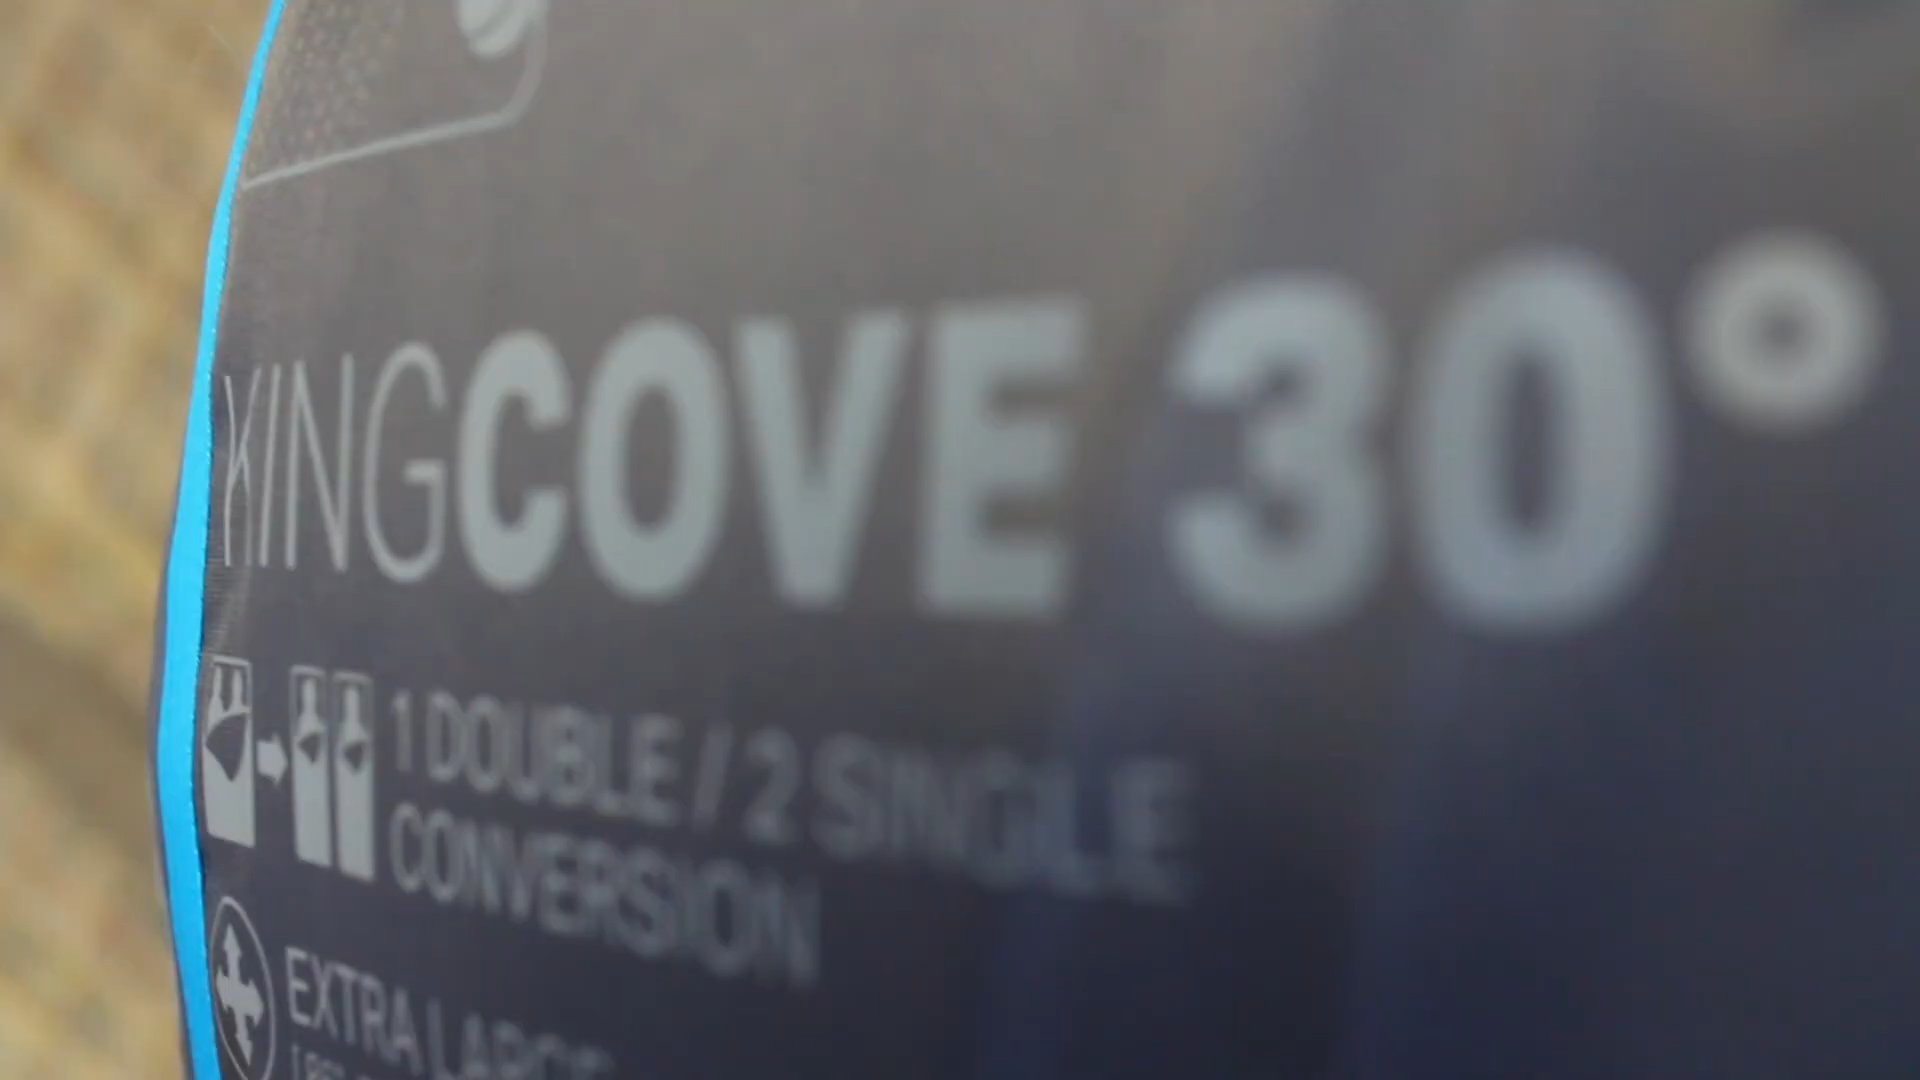 KINGCOVE 30°
1 DOUBLE / 2 SINGLE
CONVERSION
EXTRA LARGE